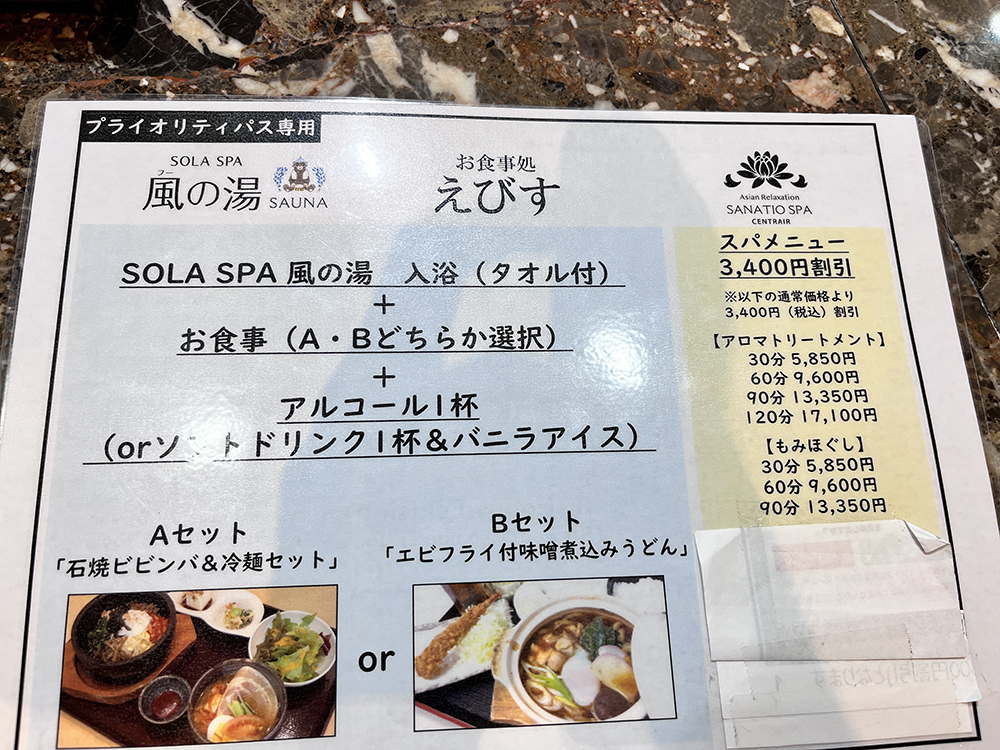 プライオリティパス専用
SOLA SPA
フー
風の湯
SAUNA
お食事処
えびす
Asian Relaxation
SANATIO SPA
CENTRAIR
SOLA SPA 風の湯　入浴（タオル付）
＋
お食事（A・Bどちらか選択）
＋
アルコール1杯
（orソフトドリンク1杯＆バニラアイス）
Aセット
「石焼ビビンバ＆冷麺セット」
or
Bセット
「エビフライ付味噌煮込みうどん」
スパメニュー
3,400円割引
※以下の通常価格より
3,400円（税込）割引
【アロマトリートメント】
30分 5,850円
60分 9,600円
90分 13,350円
120分 17,100円
【もみほぐし】
30分 5,850円
60分 9,600円
90分 13,350円